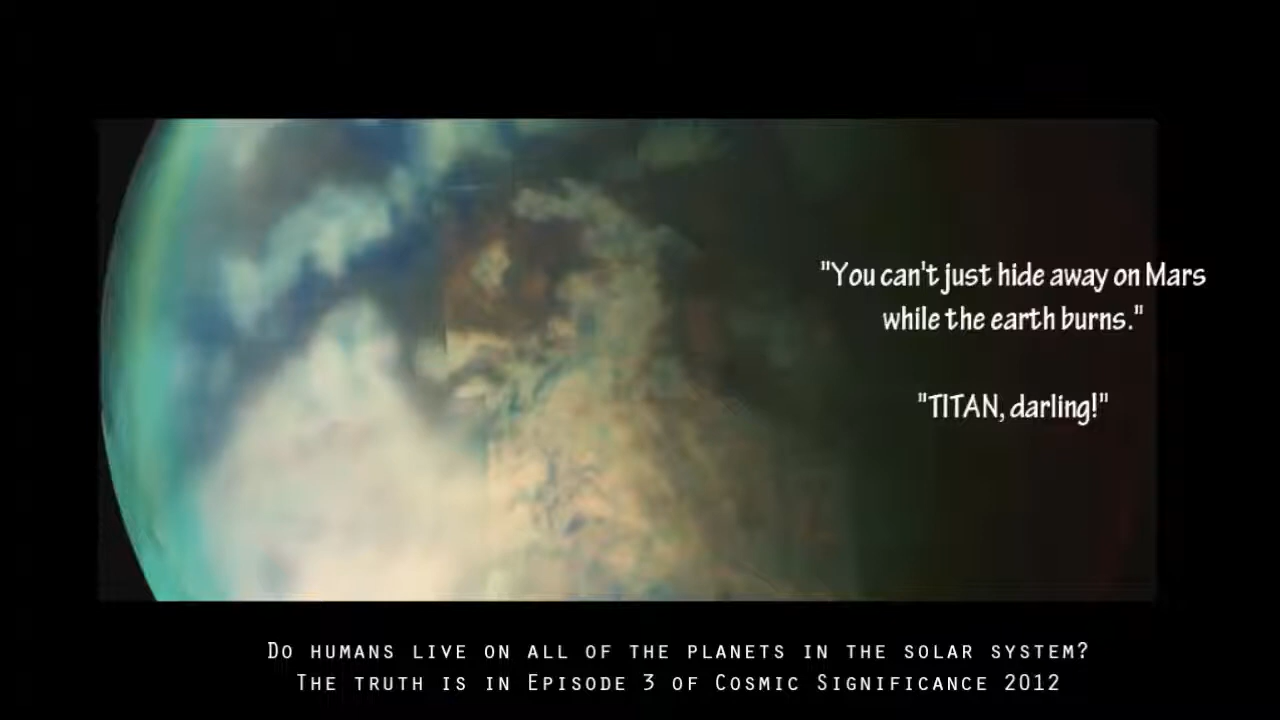 "You can't just hide away on Mars
while the earth burns."
"TITAN, darling!"
Do humans live on all of the planets in the solar system?
The truth is in Episode 3 of Cosmic Significance 2012